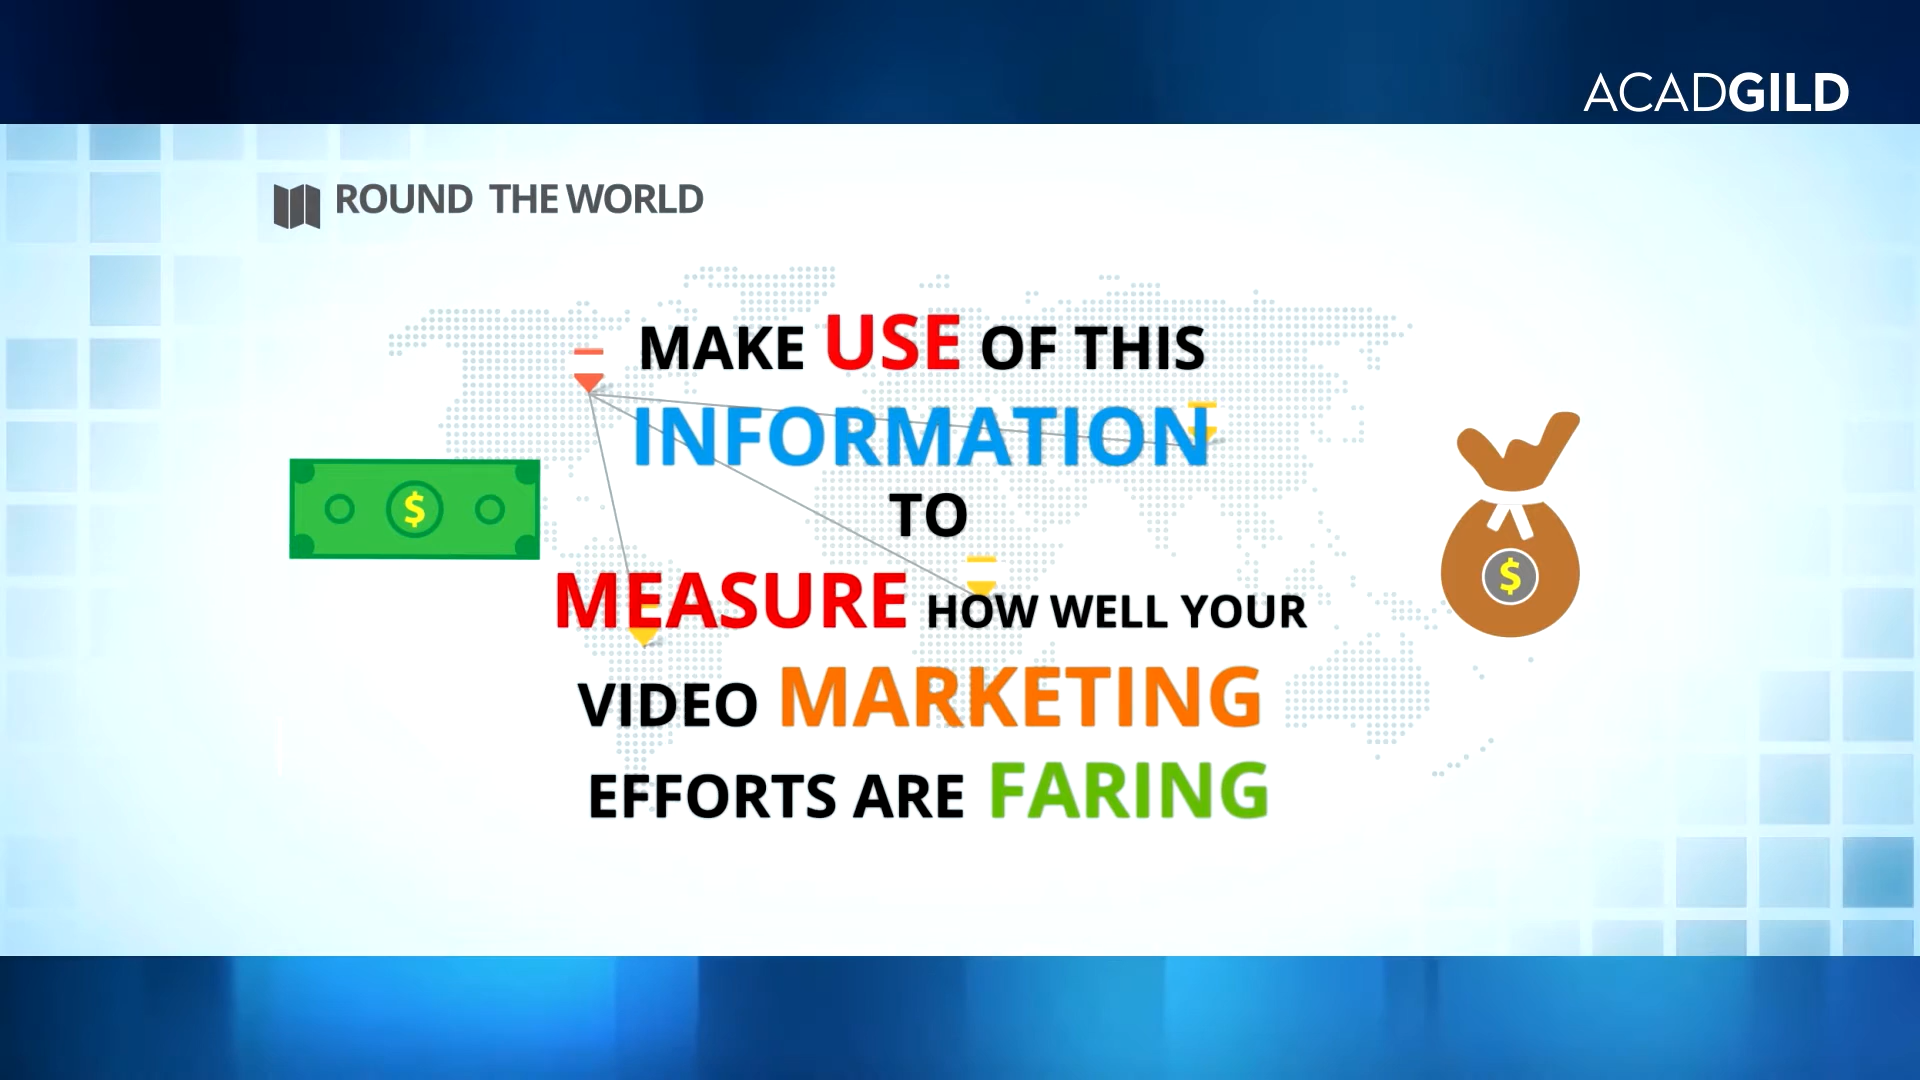 ACADGILD
ROUND THE WORLD
MAKE USE OF THIS
INFORMATION
TO
MEASURE HOW WELL YOUR
VIDEO MARKETING
EFFORTS ARE FARING
$
$